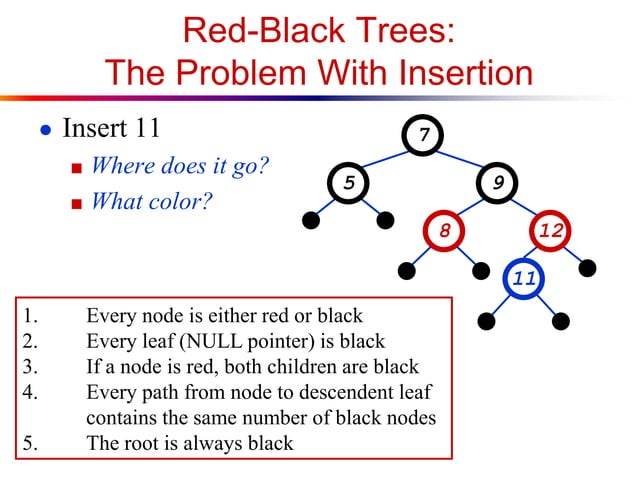 Red-Black Trees:
The Problem With Insertion
● Insert 11
■ Where does it go?
■ What color?
7
5
9
8
12
11
1. Every node is either red or black
2. Every leaf (NULL pointer) is black
3. If a node is red, both children are black
4. Every path from node to descendent leaf
contains the same number of black nodes
5. The root is always black